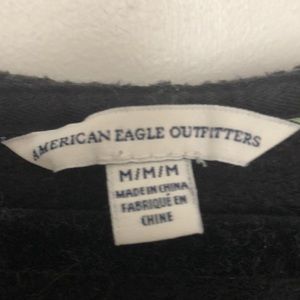 AMERICAN EAGLE OUTFITTERS
M/M/M
MADE IN CHINA
FABRIQUÉ EN
CHINE